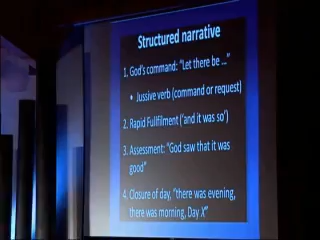 Structured narrative
1. God's command: "Let there be ..."
• Jussive verb (command or request)
2. Rapid Fullfilment ('and it was so')
3. Assessment: "God saw that it was
good"
4. Closure of day, "there was evening,
there was morning, Day X"